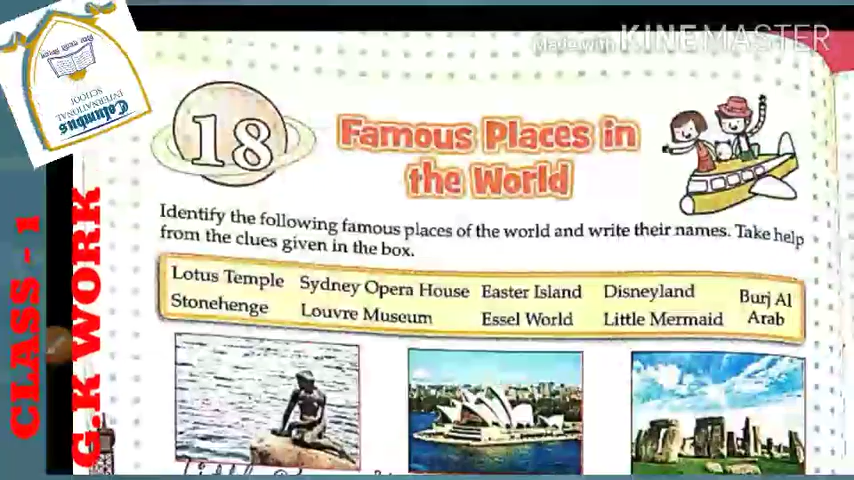 Made with KINEMASTER
Columbus
INTERNATIONAL
SCHOOL
CLASS - 1
G.K WORK
18
Famous Places in
the World
Identify the following famous places of the world and write their names. Take help
from the clues given in the box.
Lotus Temple Sydney Opera House Easter Island Disneyland Burj Al Arab
Stonehenge Louvre Museum Essel World Little Mermaid